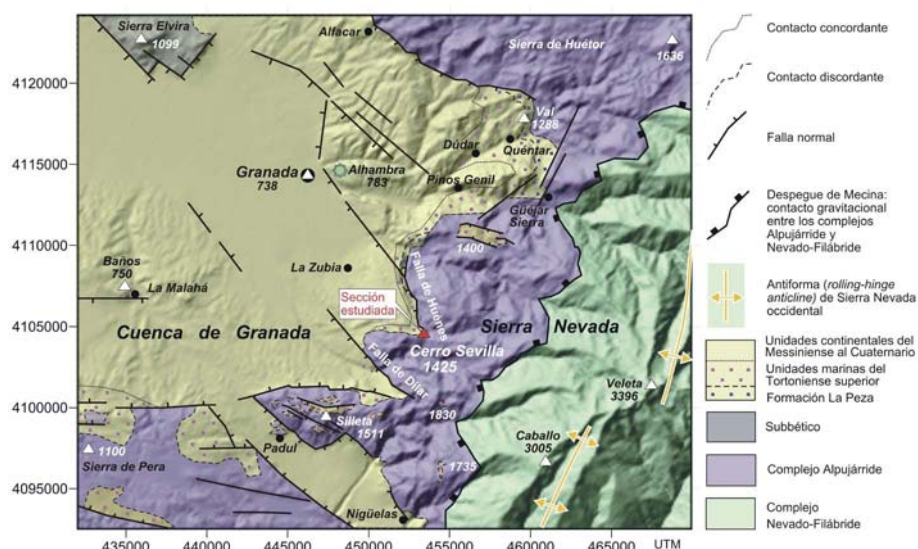 Sierra Elvira
1099
Alfacar
Sierra de Huétor
1636
4120000
Val
1288
Dúdar
Quéntar
4115000
Granada
738
Alhambra
783
Pinos Genil
Güéjar
Sierra
4110000
1400
Baños
750
La Malahá
La Zubia
Falla de Huenes
Sección
estudiada
4105000
Cuenca de Granada
Sierra Nevada
Cerro Sevilla
1425
Falla de Dílar
Veleta
3396
4100000
1830
Silleta
1511
1100
Sierra de Pera
Padul
Caballo
3005
1735
4095000
Nigüelas
435000 440000 445000 450000 455000 460000 465000 UTM
Contacto concordante
Contacto discordante
Falla normal
Despegue de Mecina:
contacto gravitacional
entre los complejos
Alpujárride y
Nevado-Filábride
Antiforma (rolling-hinge
anticline) de Sierra Nevada
occidental
Unidades continentales del
Messiniense al Cuaternario
Unidades marinas del
Tortoniense superior
Formación La Peza
Subbético
Complejo Alpujárride
Complejo
Nevado-Filábride